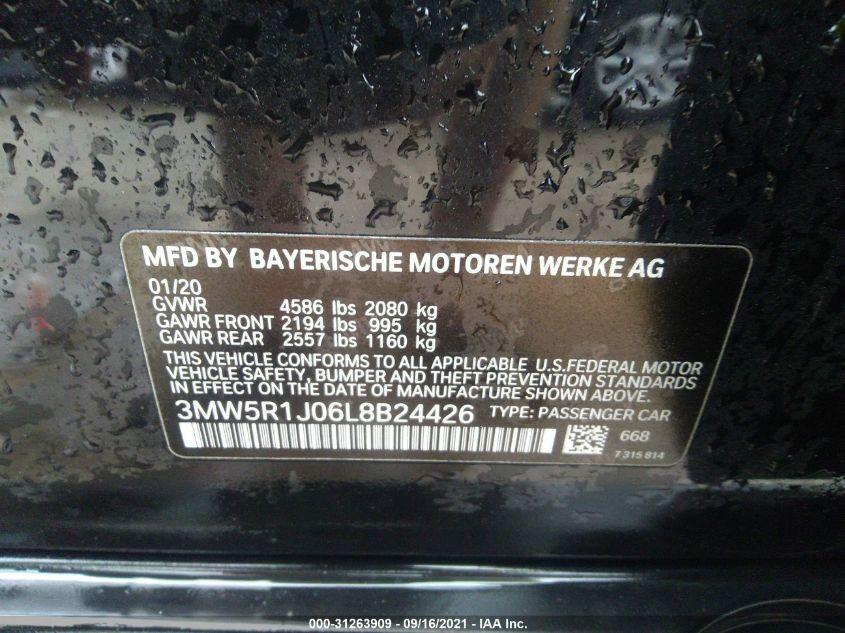 MFD BY BAYERISCHE MOTOREN WERKE AG
01/20
GVWR 4586 lbs 2080 kg
GAWR FRONT 2194 lbs 995 kg
GAWR REAR 2557 lbs 1160 kg
THIS VEHICLE CONFORMS TO ALL APPLICABLE U.S.FEDERAL MOTOR
VEHICLE SAFETY, BUMPER AND THEFT PREVENTION STANDARDS
IN EFFECT ON THE DATE OF MANUFACTURE SHOWN ABOVE.
3MW5R1J06L8B24426 TYPE: PASSENGER CAR
668
7 315 814
000-31263909 - 09/16/2021 - IAA Inc.